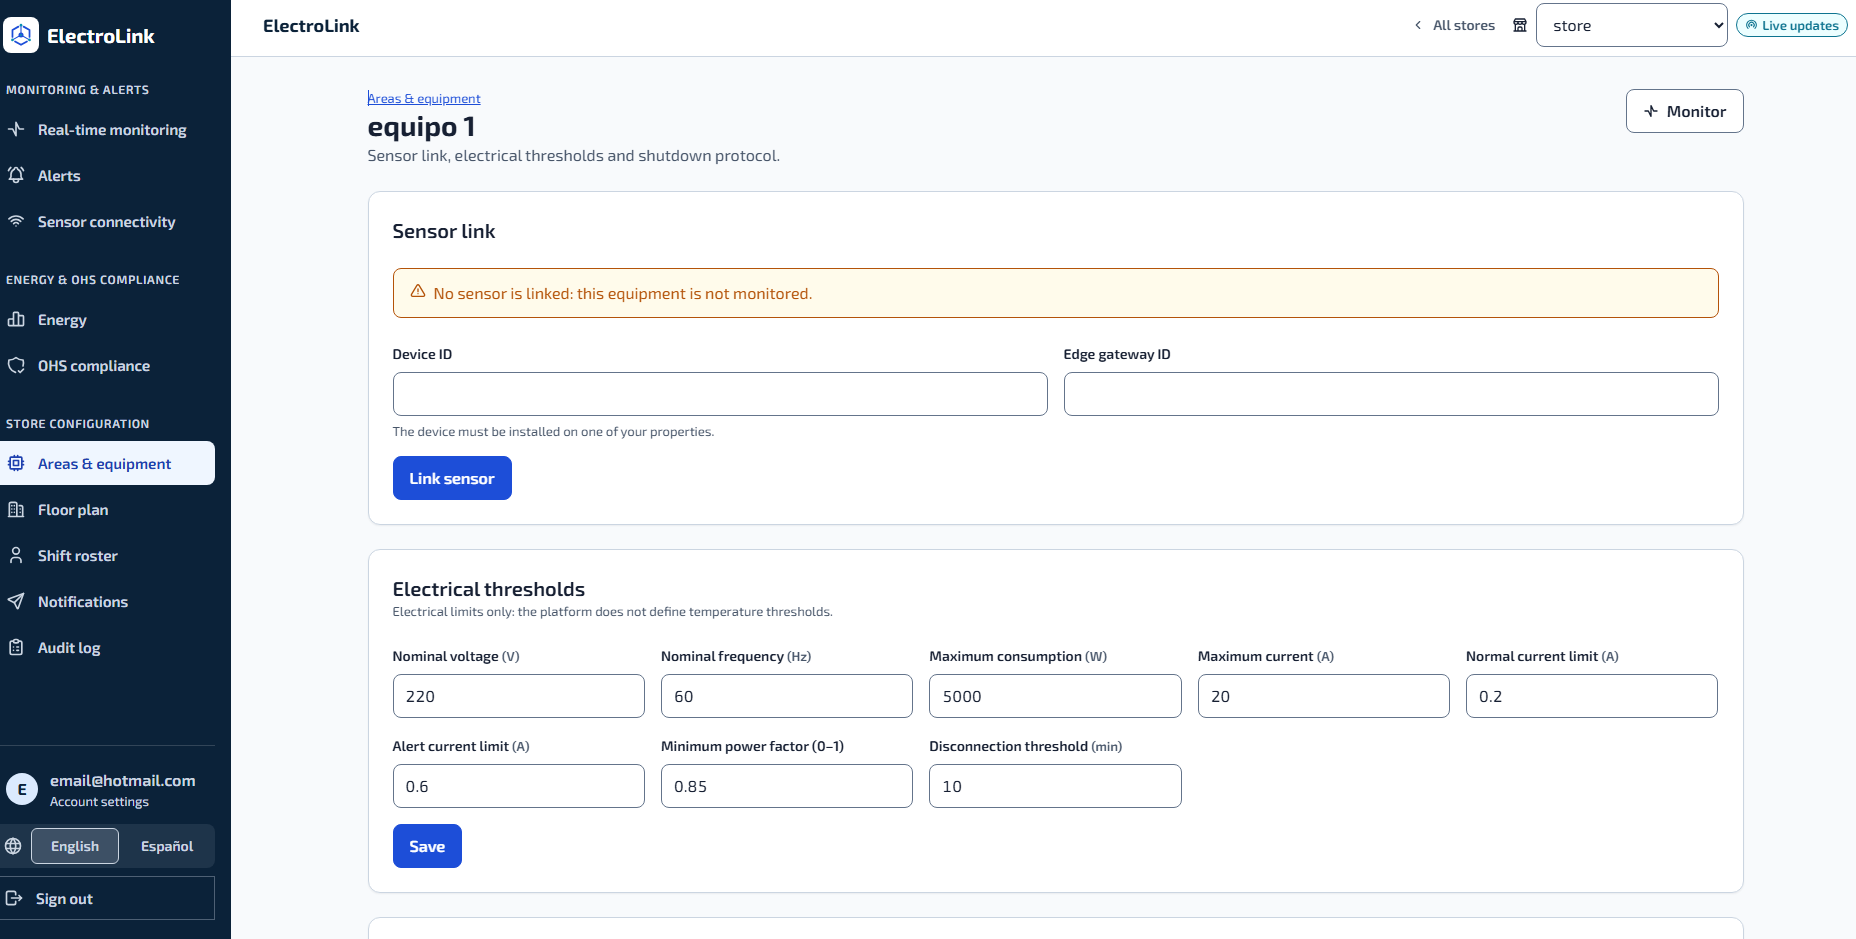 ElectroLink
MONITORING & ALERTS
Real-time monitoring
Alerts
Sensor connectivity
ENERGY & OHS COMPLIANCE
Energy
OHS compliance
STORE CONFIGURATION
Areas & equipment
Floor plan
Shift roster
Notifications
Audit log
E
email@hotmail.com
Account settings
English Español
Sign out
ElectroLink
All stores
store
Live updates
Areas & equipment
equipo 1
Sensor link, electrical thresholds and shutdown protocol.
Monitor
Sensor link
No sensor is linked: this equipment is not monitored.
Device ID Edge gateway ID
The device must be installed on one of your properties.
Link sensor
Electrical thresholds
Electrical limits only: the platform does not define temperature thresholds.
Nominal voltage (V) Nominal frequency (Hz) Maximum consumption (W) Maximum current (A) Normal current limit (A)
220 60 5000 20 0.2
Alert current limit (A) Minimum power factor (0–1) Disconnection threshold (min)
0.6 0.85 10
Save